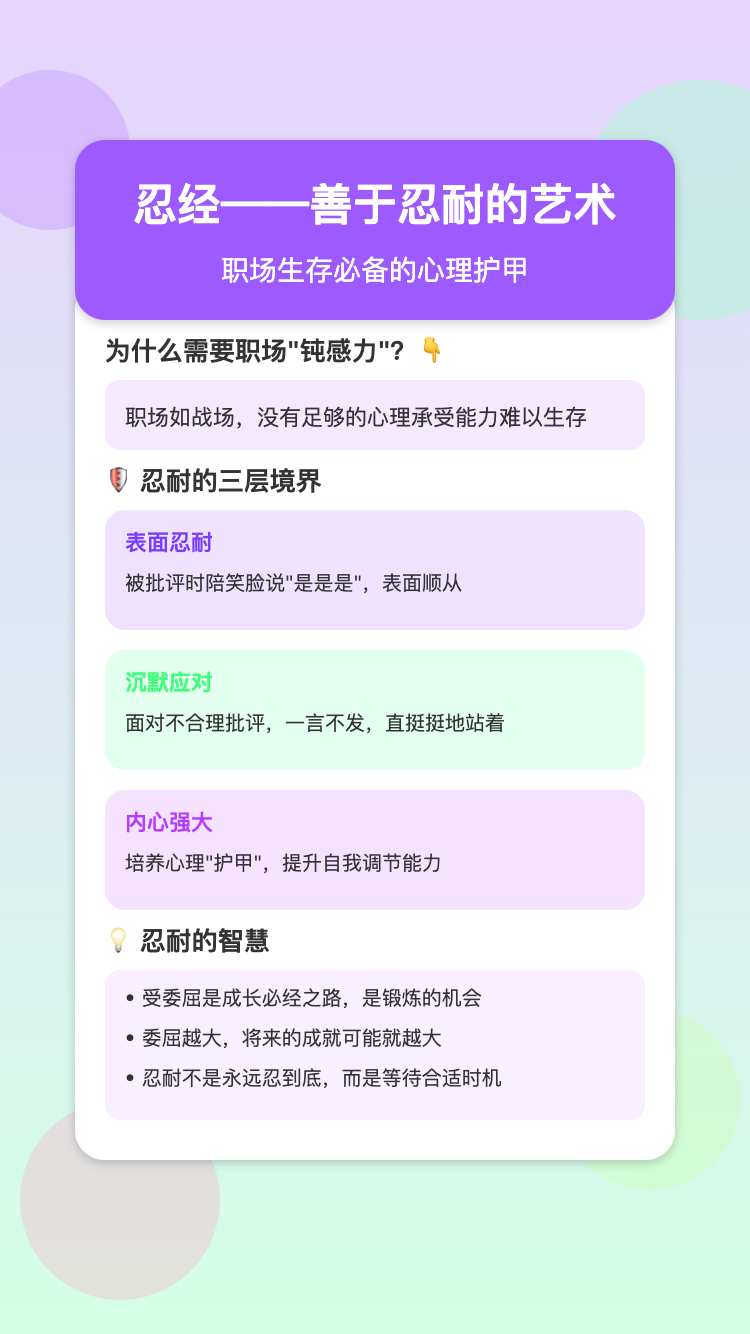 忍经——善于忍耐的艺术
职场生存必备的心理护甲
为什么需要职场"钝感力"? 👇
职场如战场，没有足够的心理承受能力难以生存
🛡️ 忍耐的三层境界
表面忍耐
被批评时陪笑脸说"是是是"，表面顺从
沉默应对
面对不合理批评，一言不发，直挺挺地站着
内心强大
培养心理"护甲"，提升自我调节能力
💡 忍耐的智慧
• 受委屈是成长必经之路，是锻炼的机会
• 委屈越大，将来的成就可能就越大
• 忍耐不是永远忍到底，而是等待合适时机